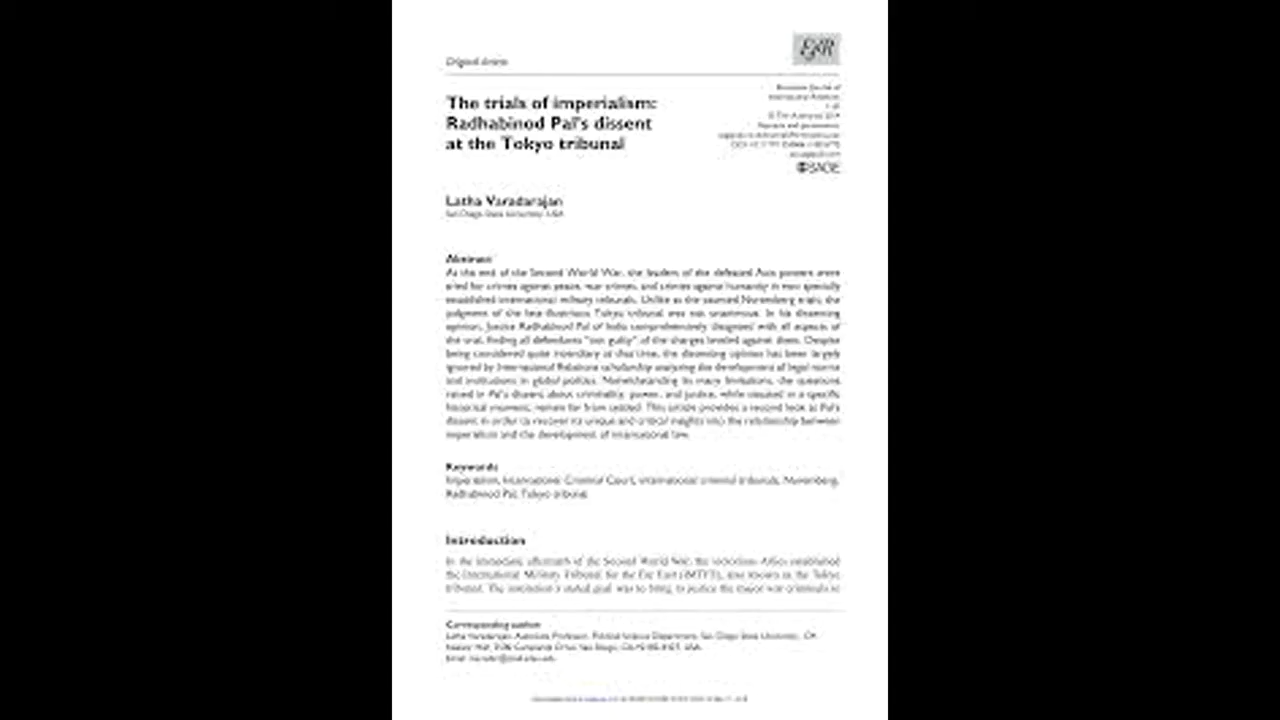 Original Article
EJIR
The trials of imperialism:
Radhabinod Pal's dissent
at the Tokyo tribunal
European Journal of
International Relations
SAGE
Latha Varadarajan
San Diego State University, USA
Abstract
As the end of the Second World War, the leaders of the defeated Axis powers were
tried for crimes against peace, war crimes, and crimes against humanity in two specially
established international military tribunals. Unlike at the vaunted Nuremberg trials, the
judgment of the less-illustrious Tokyo tribunal was not unanimous. In his dissenting
opinion, Justice Radhabinod Pal of India comprehensively disagreed with all aspects of
the trial, finding all defendants "not guilty" of the charges leveled against them. Despite
being considered quite incendiary at that time, the dissenting opinion has been largely
ignored by International Relations scholarship analyzing the development of legal norms
and institutions in global politics. Notwithstanding its many limitations, the questions
raised in Pal's dissent about criminality, power, and justice, while situated in a specific
historical moment, remain far from settled. This article provides a second look at Pal's
dissent in order to recover its unique and critical insights into the relationship between
imperialism and the development of international law.
Keywords
Imperialism, International Criminal Court, international criminal tribunals, Nuremberg,
Radhabinod Pal, Tokyo tribunal
Introduction
In the immediate aftermath of the Second World War, the victorious Allies established
the International Military Tribunal for the Far East (IMTFE), also known as the Tokyo
Tribunal. The institution's stated goal was to bring to justice the major war criminals in
Corresponding author:
Latha Varadarajan, Associate Professor, Political Science Department, San Diego State University,
San Diego, CA USA.
Email: